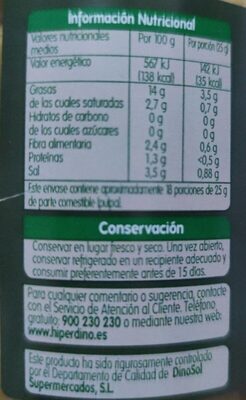 Información Nutricional
Valores nutricionales medios Por 100 g Por porción (25 g)
Valor energético 567 kJ (138 kcal) 142 kJ (35 kcal)
Grasas 14 g 3,5 g
de las cuales saturadas 2,7 g 0,7 g
Hidratos de carbono 0 g 0 g
de los cuales azúcares 0 g 0 g
Fibra alimentaria 2,4 g 0,6 g
Proteínas 1,3 g <0,5 g
Sal 3,5 g 0,88 g
Este envase contiene aproximadamente 18 porciones de 25 g
de parte comestible (pulpa).
Conservación
Conservar en lugar fresco y seco. Una vez abierto,
conservar refrigerado en un recipiente adecuado y
consumir preferentemente antes de 15 días.
Para cualquier comentario o sugerencia, contacte
con el Servicio de Atención al Cliente. Teléfono
gratuito: 900 230 230 o mediante nuestra web:
www.hiperdino.es
Este producto ha sido rigurosamente controlado
por el Departamento de Calidad de DinoSol
Supermercados, S.L.